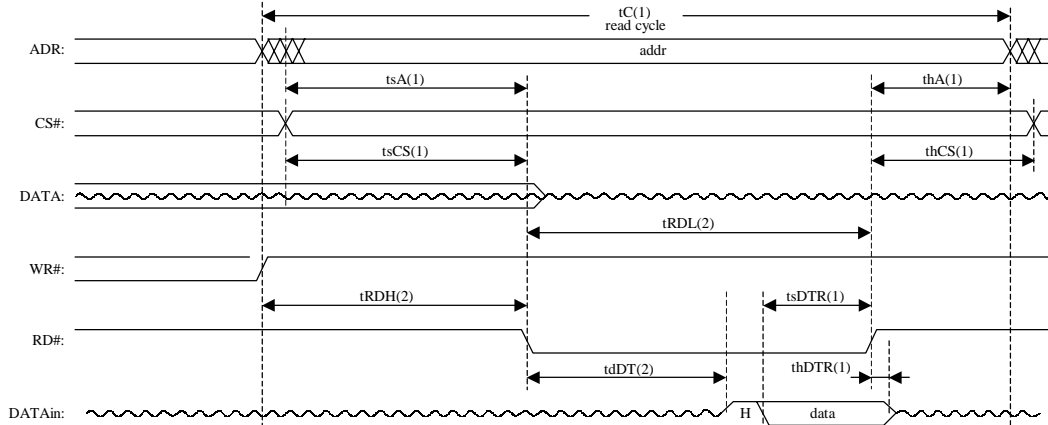 tC(1)
read cycle
ADR:
addr
tsA(1)
thA(1)
CS#:
tsCS(1)
thCS(1)
DATA:
tRDL(2)
WR#:
tRDH(2)
tsDTR(1)
RD#:
tdDT(2)
thDTR(1)
DATAin:
H
data